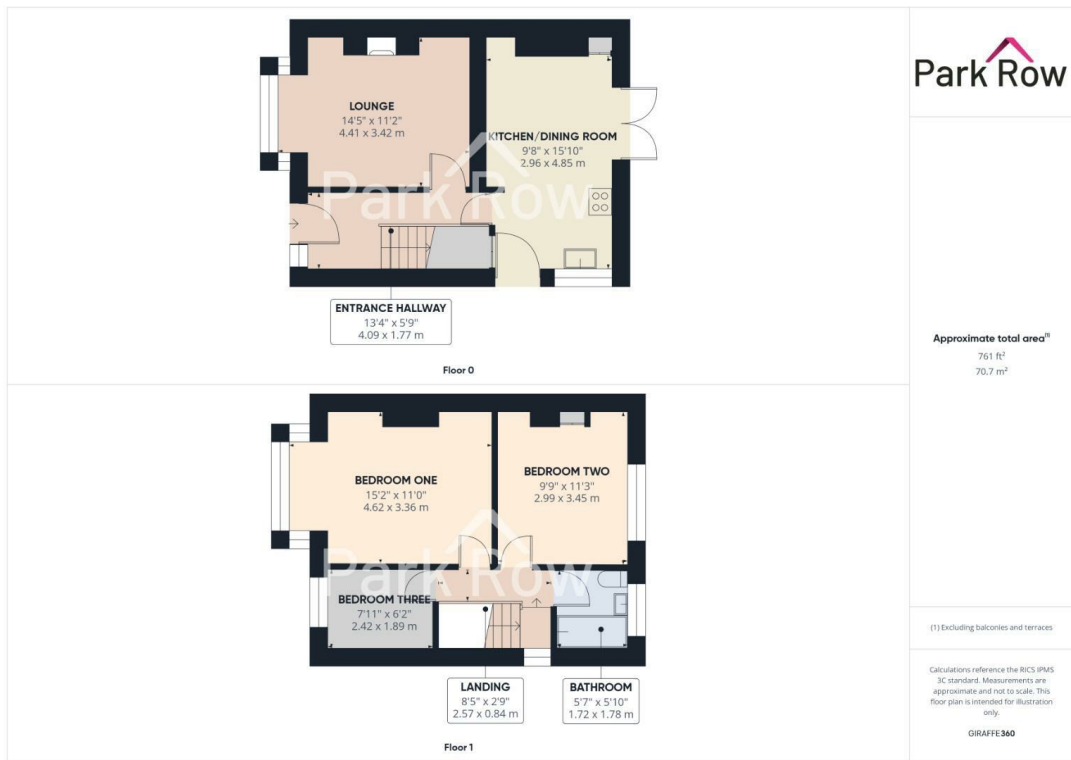 LOUNGE
14'5" x 11'2"
4.41 x 3.42 m
KITCHEN/DINING ROOM
9'8" x 15'10"
2.96 x 4.85 m
Park Row
ENTRANCE HALLWAY
13'4" x 5'9"
4.09 x 1.77 m
Floor 0
BEDROOM ONE
15'2" x 11'0"
4.62 x 3.36 m
BEDROOM TWO
9'9" x 11'3"
2.99 x 3.45 m
Park Row
BEDROOM THREE
7'11" x 6'2"
2.42 x 1.89 m
LANDING
8'5" x 2'9"
2.57 x 0.84 m
BATHROOM
5'7" x 5'10"
1.72 x 1.78 m
Floor 1
Park Row
Approximate total area(1)
761 ft²
70.7 m²
(1) Excluding balconies and terraces
Calculations reference the RICS IPMS
3C standard. Measurements are
approximate and not to scale. This
floor plan is intended for illustration
only.
GIRAFFE360